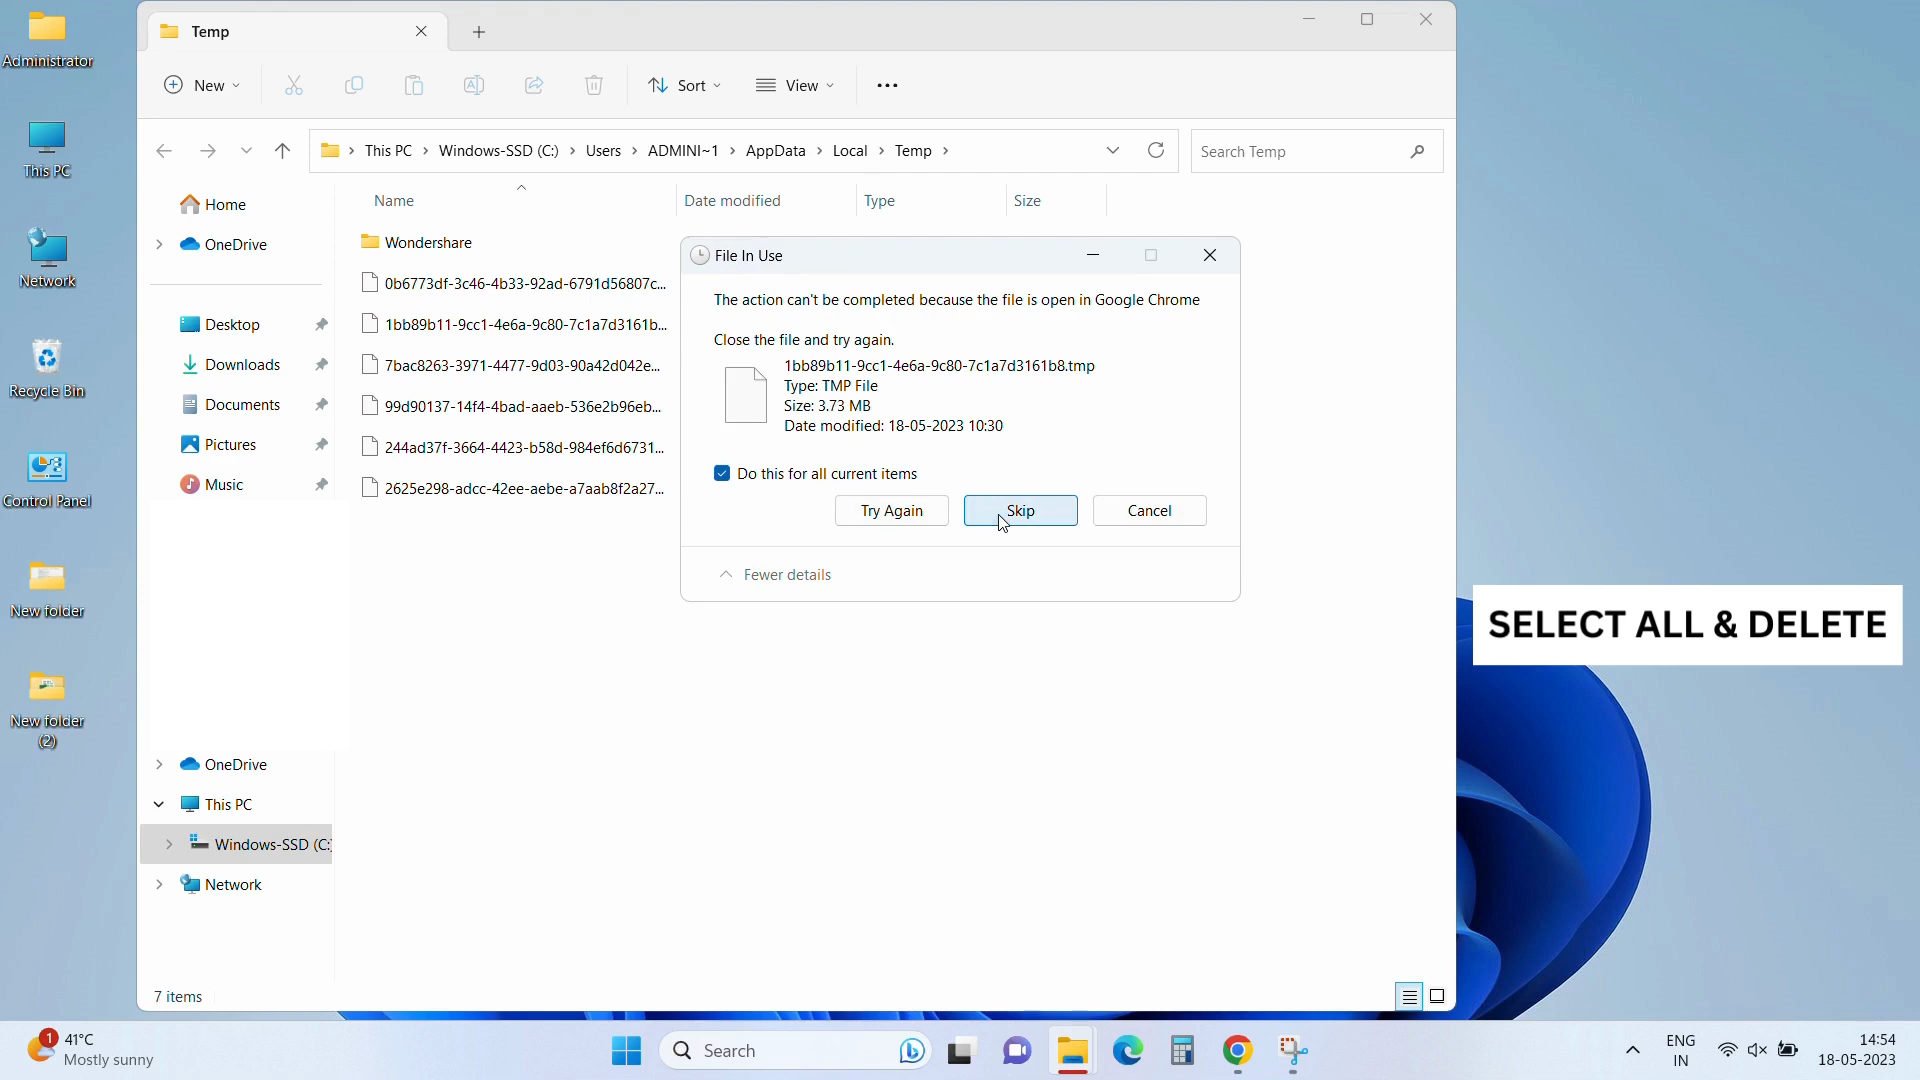 Administrator
This PC
Network
Recycle Bin
Control Panel
New folder
New folder
(2)
Temp
New
Sort
View
This PC
Windows-SSD (C:)
Users
ADMINI~1
AppData
Local
Temp
Search Temp
Name
Date modified
Type
Size
Home
OneDrive
Desktop
Downloads
Documents
Pictures
Music
OneDrive
This PC
Windows-SSD (C:
Network
Wondershare
0b6773df-3c46-4b33-92ad-6791d56807c...
1bb89b11-9cc1-4e6a-9c80-7c1a7d3161b...
7bac8263-3971-4477-9d03-90a42d042e...
99d90137-14f4-4bad-aaeb-536e2b96eb...
244ad37f-3664-4423-b58d-984ef6d6731...
2625e298-adcc-42ee-aebe-a7aab8f2a27...
File In Use
The action can't be completed because the file is open in Google Chrome
Close the file and try again.
1bb89b11-9cc1-4e6a-9c80-7c1a7d3161b8.tmp
Type: TMP File
Size: 3.73 MB
Date modified: 18-05-2023 10:30
Do this for all current items
Try Again
Skip
Cancel
Fewer details
SELECT ALL & DELETE
7 items
1
41°C
Mostly sunny
Search
ENG
IN
14:54
18-05-2023